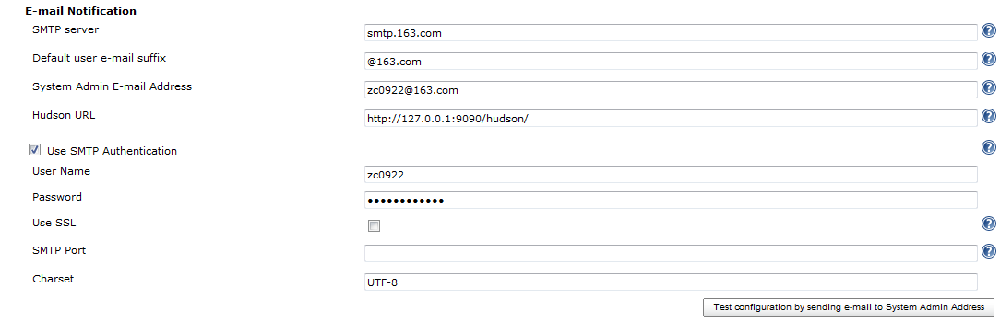 E-mail Notification
SMTP server smtp.163.com
Default user e-mail suffix @163.com
System Admin E-mail Address zc0922@163.com
Hudson URL http://127.0.0.1:9090/hudson/
Use SMTP Authentication
User Name zc0922
Password ••••••••••••
Use SSL
SMTP Port
Charset UTF-8
Test configuration by sending e-mail to System Admin Address